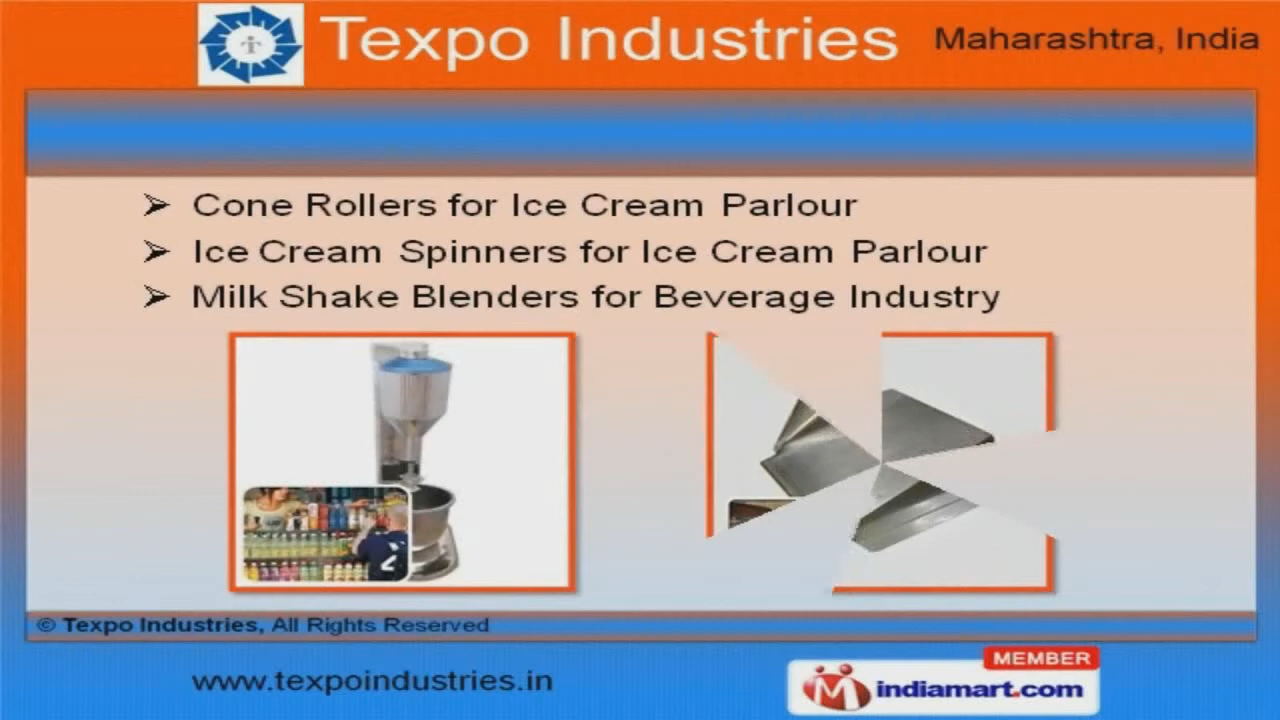 Texpo Industries
Maharashtra, India
Cone Rollers for Ice Cream Parlour
Ice Cream Spinners for Ice Cream Parlour
Milk Shake Blenders for Beverage Industry
© Texpo Industries, All Rights Reserved
www.texpoindustries.in
MEMBER
indiamart.com